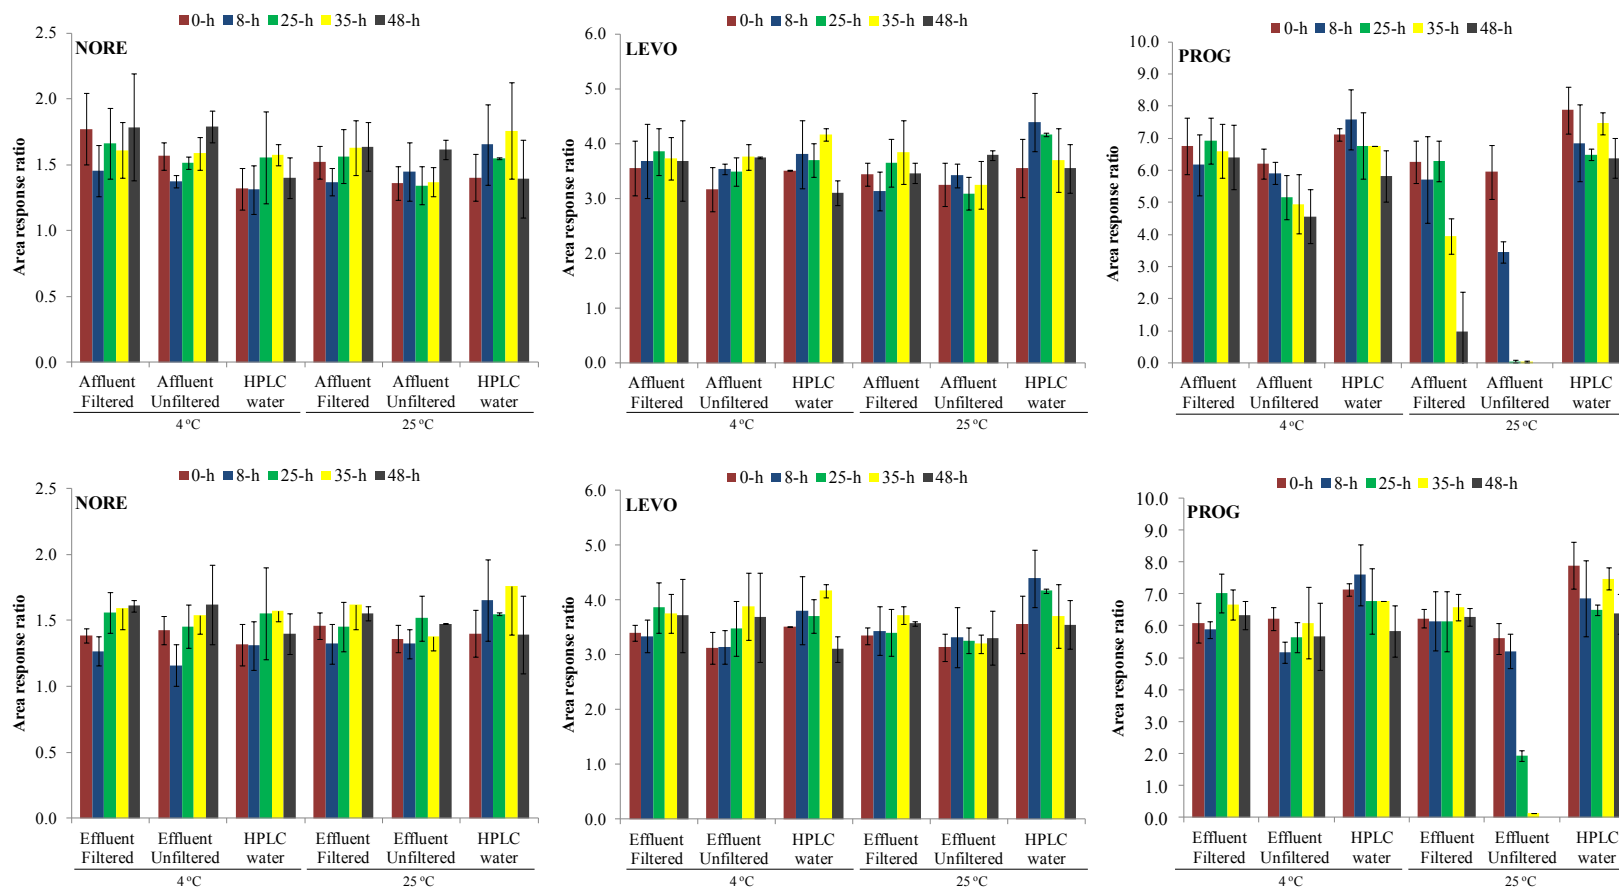 0-h 8-h 25-h 35-h 48-h
NORE
Area response ratio
2.5
2.0
1.5
1.0
0.5
0.0
Affluent Filtered
Affluent Unfiltered
HPLC water
Affluent Filtered
Affluent Unfiltered
HPLC water
4 ºC
25 ºC
0-h 8-h 25-h 35-h 48-h
LEVO
Area response ratio
6.0
5.0
4.0
3.0
2.0
1.0
0.0
Affluent Filtered
Affluent Unfiltered
HPLC water
Affluent Filtered
Affluent Unfiltered
HPLC water
4 ºC
25 ºC
0-h 8-h 25-h 35-h 48-h
PROG
Area response ratio
10.0
9.0
8.0
7.0
6.0
5.0
4.0
3.0
2.0
1.0
0.0
Affluent Filtered
Affluent Unfiltered
HPLC water
Affluent Filtered
Affluent Unfiltered
HPLC water
4 ºC
25 ºC
0-h 8-h 25-h 35-h 48-h
NORE
Area response ratio
2.5
2.0
1.5
1.0
0.5
0.0
Effluent Filtered
Effluent Unfiltered
HPLC water
Effluent Filtered
Effluent Unfiltered
HPLC water
4 ºC
25 ºC
0-h 8-h 25-h 35-h 48-h
LEVO
Area response ratio
6.0
5.0
4.0
3.0
2.0
1.0
0.0
Effluent Filtered
Effluent Unfiltered
HPLC water
Effluent Filtered
Effluent Unfiltered
HPLC water
4 ºC
25 ºC
0-h 8-h 25-h 35-h 48-h
PROG
Area response ratio
10.0
9.0
8.0
7.0
6.0
5.0
4.0
3.0
2.0
1.0
0.0
Effluent Filtered
Effluent Unfiltered
HPLC water
Effluent Filtered
Effluent Unfiltered
HPLC water
4 ºC
25 ºC